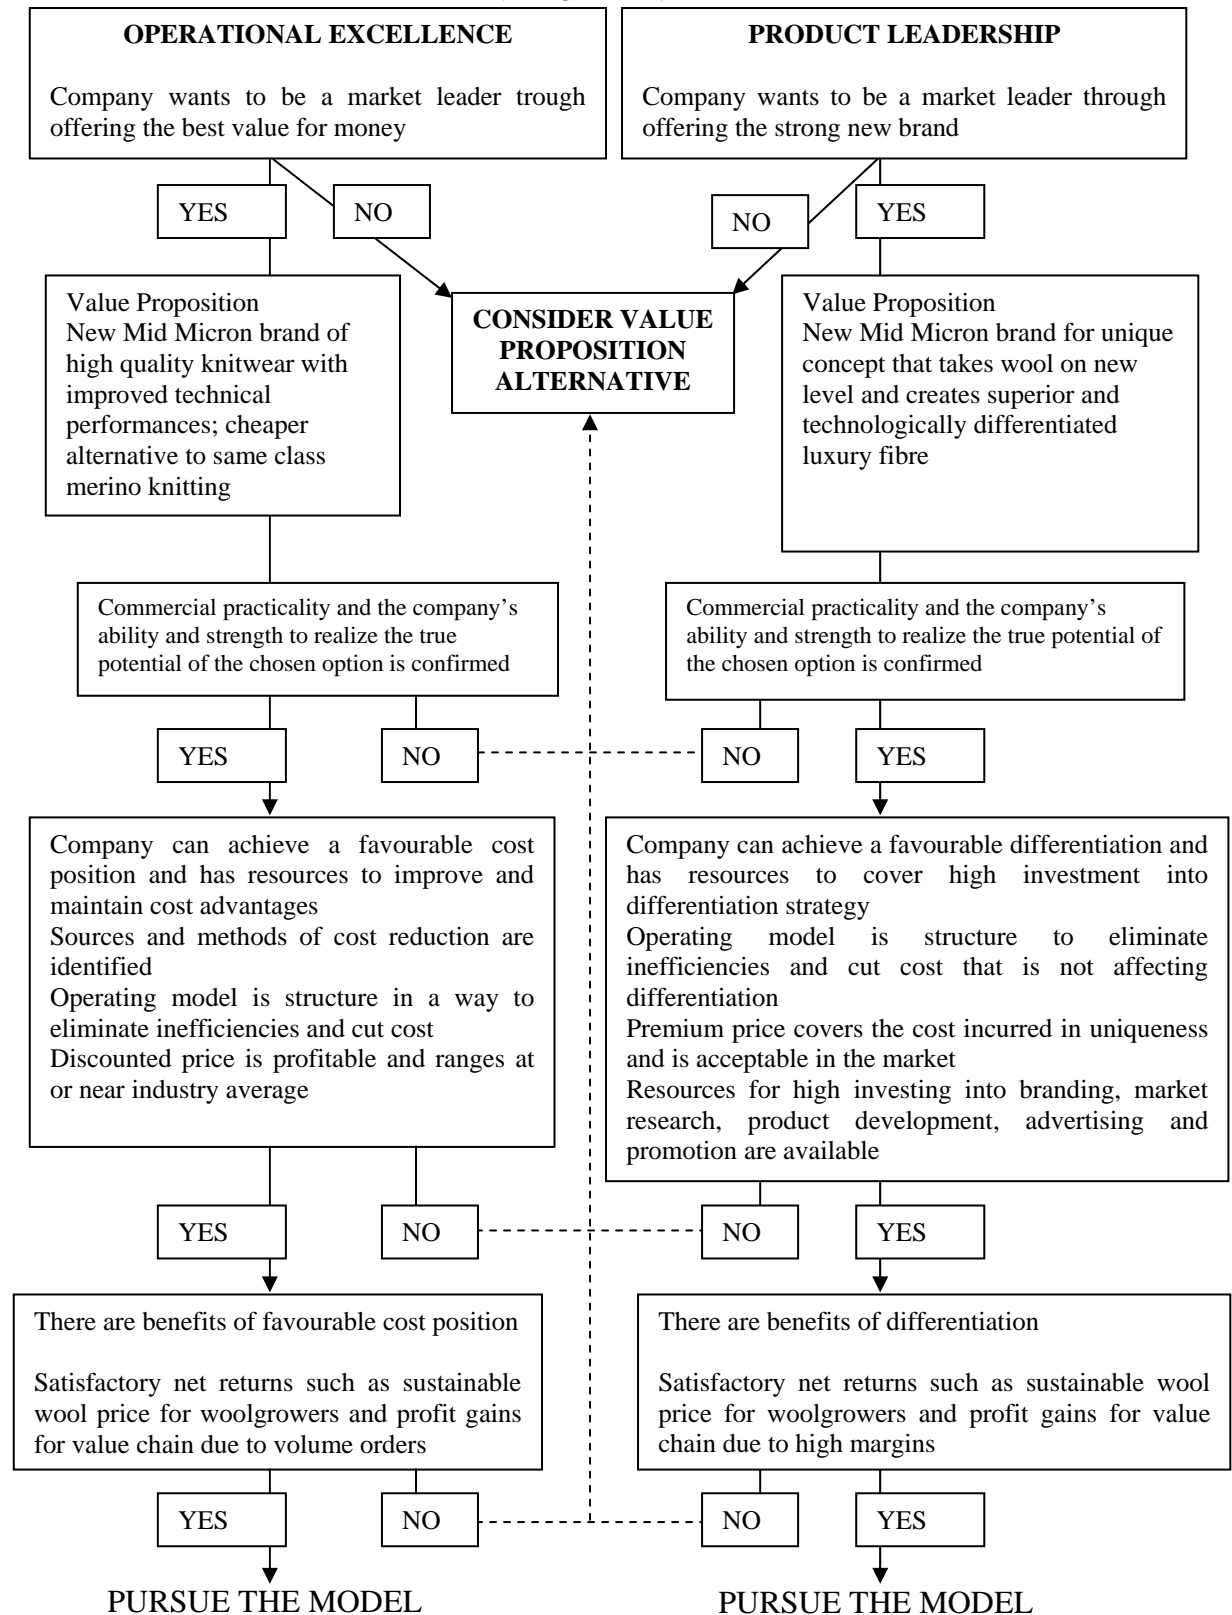 OPERATIONAL EXCELLENCE
Company wants to be a market leader trough
offering the best value for money
PRODUCT LEADERSHIP
Company wants to be a market leader through
offering the strong new brand
YES
NO
NO
YES
Value Proposition
New Mid Micron brand of
high quality knitwear with
improved technical
performances; cheaper
alternative to same class
merino knitting
CONSIDER VALUE
PROPOSITION
ALTERNATIVE
Value Proposition
New Mid Micron brand for unique
concept that takes wool on new
level and creates superior and
technologically differentiated
luxury fibre
Commercial practicality and the company’s
ability and strength to realize the true
potential of the chosen option is confirmed
Commercial practicality and the company’s
ability and strength to realize the true potential of
the chosen option is confirmed
YES
NO
NO
YES
Company can achieve a favourable cost
position and has resources to improve and
maintain cost advantages
Sources and methods of cost reduction are
identified
Operating model is structure in a way to
eliminate inefficiencies and cut cost
Discounted price is profitable and ranges at
or near industry average
Company can achieve a favourable differentiation and
has resources to cover high investment into
differentiation strategy
Operating model is structure to eliminate
inefficiencies and cut cost that is not affecting
differentiation
Premium price covers the cost incurred in uniqueness
and is acceptable in the market
Resources for high investing into branding, market
research, product development, advertising and
promotion are available
YES
NO
NO
YES
There are benefits of favourable cost position
Satisfactory net returns such as sustainable
wool price for woolgrowers and profit gains
for value chain due to volume orders
There are benefits of differentiation
Satisfactory net returns such as sustainable wool
price for woolgrowers and profit gains for value
chain due to high margins
YES
NO
NO
YES
PURSUE THE MODEL
PURSUE THE MODEL